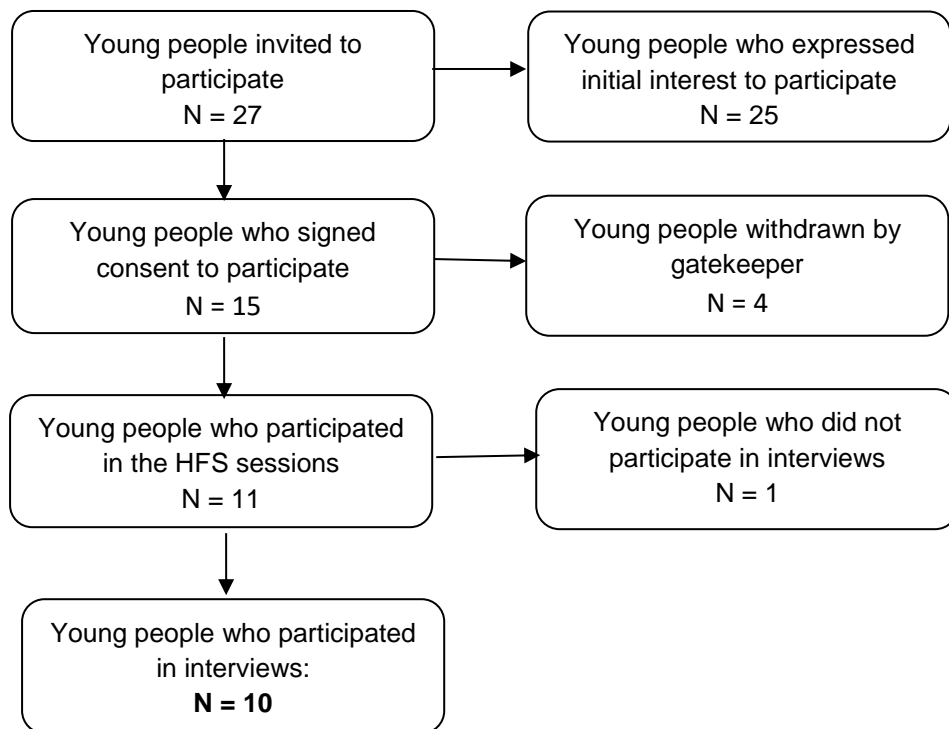 Young people invited to
participate
N = 27
Young people who expressed
initial interest to participate
N = 25
Young people who signed
consent to participate
N = 15
Young people withdrawn by
gatekeeper
N = 4
Young people who participated
in the HFS sessions
N = 11
Young people who did not
participate in interviews
N = 1
Young people who participated
in interviews:
N = 10